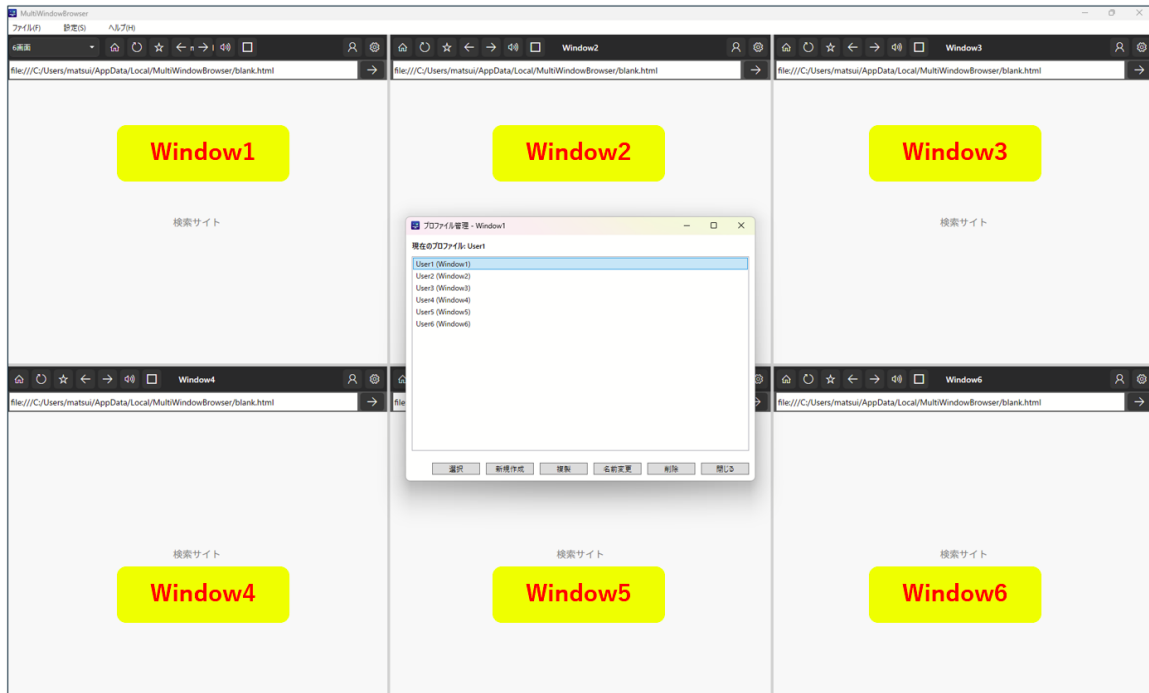 MultiWindowBrowser
ファイル(F) 設定(S) ヘルプ(H)
6画面
Window2
Window3
file:///C:/Users/matsui/AppData/Local/MultiWindowBrowser/blank.html
file:///C:/Users/matsui/AppData/Local/MultiWindowBrowser/blank.html
file:///C:/Users/matsui/AppData/Local/MultiWindowBrowser/blank.html
Window1
Window2
Window3
検索サイト
検索サイト
プロファイル管理 - Window1
現在のプロファイル: User1
User1 (Window1)
User2 (Window2)
User3 (Window3)
User4 (Window4)
User5 (Window5)
User6 (Window6)
選択 新規作成 複製 名前変更 削除 閉じる
Window4
Window6
file:///C:/Users/matsui/AppData/Local/MultiWindowBrowser/blank.html
file
file:///C:/Users/matsui/AppData/Local/MultiWindowBrowser/blank.html
検索サイト
検索サイト
検索サイト
Window4
Window5
Window6